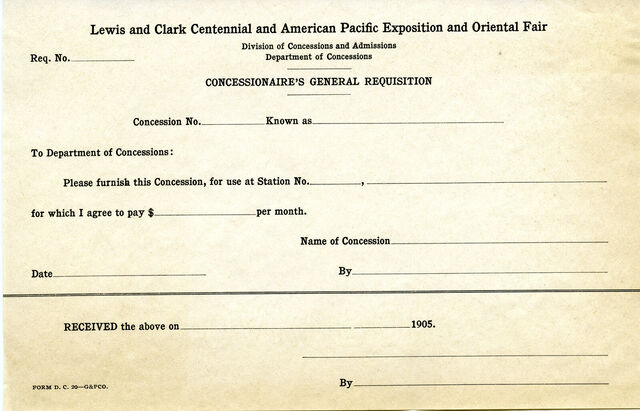 Lewis and Clark Centennial and American Pacific Exposition and Oriental Fair
Division of Concessions and Admissions
Req. No.
Department of Concessions
CONCESSIONAIRE'S GENERAL REQUISITION
Concession No. Known as
To Department of Concessions:
Please furnish this Concession, for use at Station No. ,
for which I agree to pay $ per month.
Name of Concession
Date By
RECEIVED the above on 1905.
FORM D. C. 20—G&PCO.
By